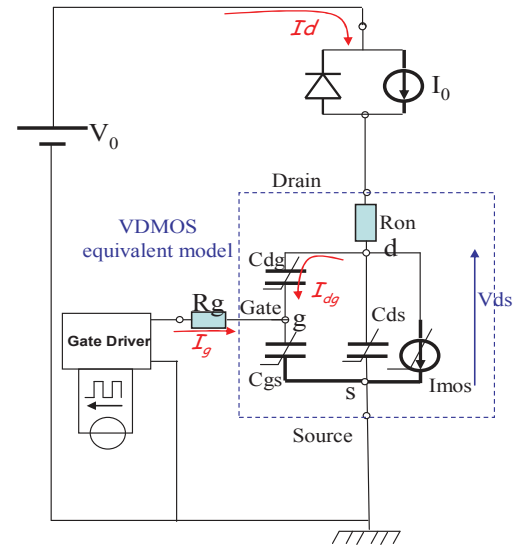 Id
I0
V0
Drain
VDMOS
equivalent model
Ron
d
Cdg
Idg
Vds
Rg
Gate
g
Cds
Gate Driver
Ig
Cgs
s
Imos
Source